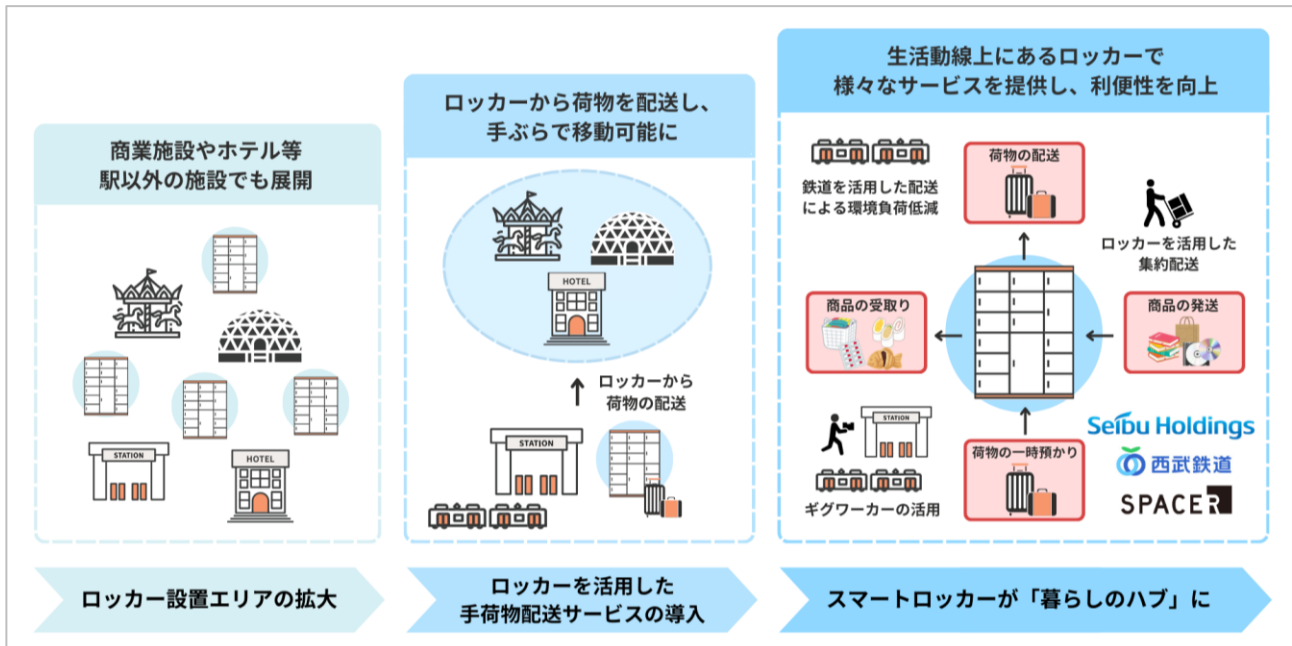 商業施設やホテル等
駅以外の施設でも展開
STATION
HOTEL
ロッカー設置エリアの拡大
ロッカーから荷物を配送し、
手ぶらで移動可能に
HOTEL
ロッカーから
荷物の配送
STATION
ロッカーを活用した
手荷物配送サービスの導入
生活動線上にあるロッカーで
様々なサービスを提供し、利便性を向上
鉄道を活用した配送
による環境負荷低減
荷物の配送
ロッカーを活用した
集約配送
商品の受取り
商品の発送
STATION
ギグワーカーの活用
荷物の一時預かり
Seibu Holdings
西武鉄道
SPACER
スマートロッカーが「暮らしのハブ」に